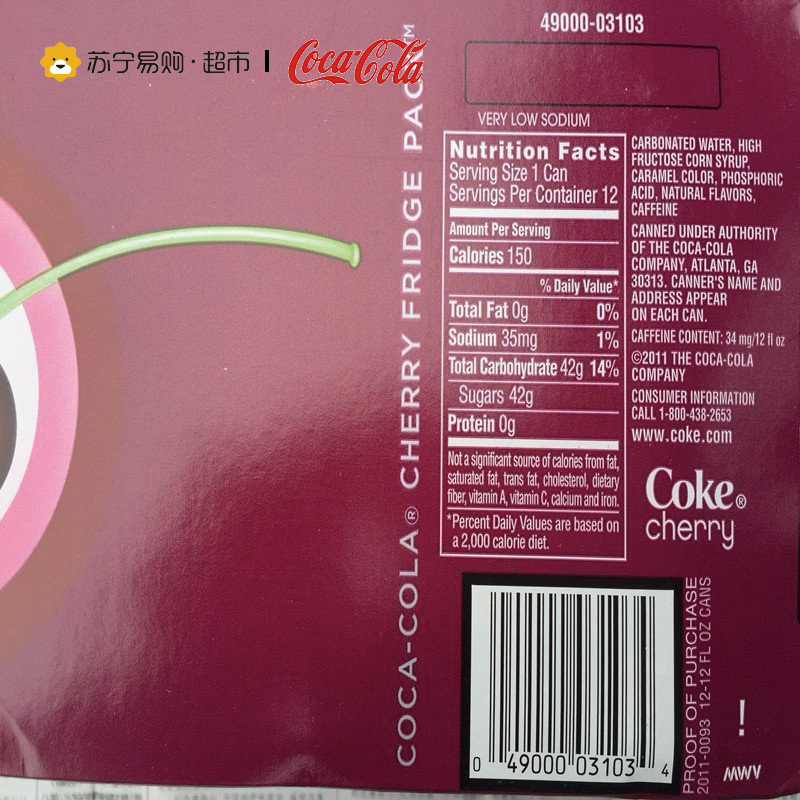 苏宁易购·超市 | Coca-Cola
49000-03103
COCA-COLA® CHERRY FRIDGE PACK™
VERY LOW SODIUM
Nutrition Facts
Serving Size 1 Can
Servings Per Container 12
Amount Per Serving
Calories 150
% Daily Value*
Total Fat 0g 0%
Sodium 35mg 1%
Total Carbohydrate 42g 14%
Sugars 42g
Protein 0g
Not a significant source of calories from fat,
saturated fat, trans fat, cholesterol, dietary
fiber, vitamin A, vitamin C, calcium and iron.
*Percent Daily Values are based on
a 2,000 calorie diet.
CARBONATED WATER, HIGH
FRUCTOSE CORN SYRUP,
CARAMEL COLOR, PHOSPHORIC
ACID, NATURAL FLAVORS,
CAFFEINE
CANNED UNDER AUTHORITY
OF THE COCA-COLA
COMPANY, ATLANTA, GA
30313. CANNER'S NAME AND
ADDRESS APPEAR
ON EACH CAN.
CAFFEINE CONTENT: 34 mg/12 fl oz
©2011 THE COCA-COLA
COMPANY
CONSUMER INFORMATION
CALL 1-800-438-2653
www.coke.com
Coke®
cherry
0 49000 03103 4
PROOF OF PURCHASE
2011-0093 12-12 FL OZ CANS
!
MWV